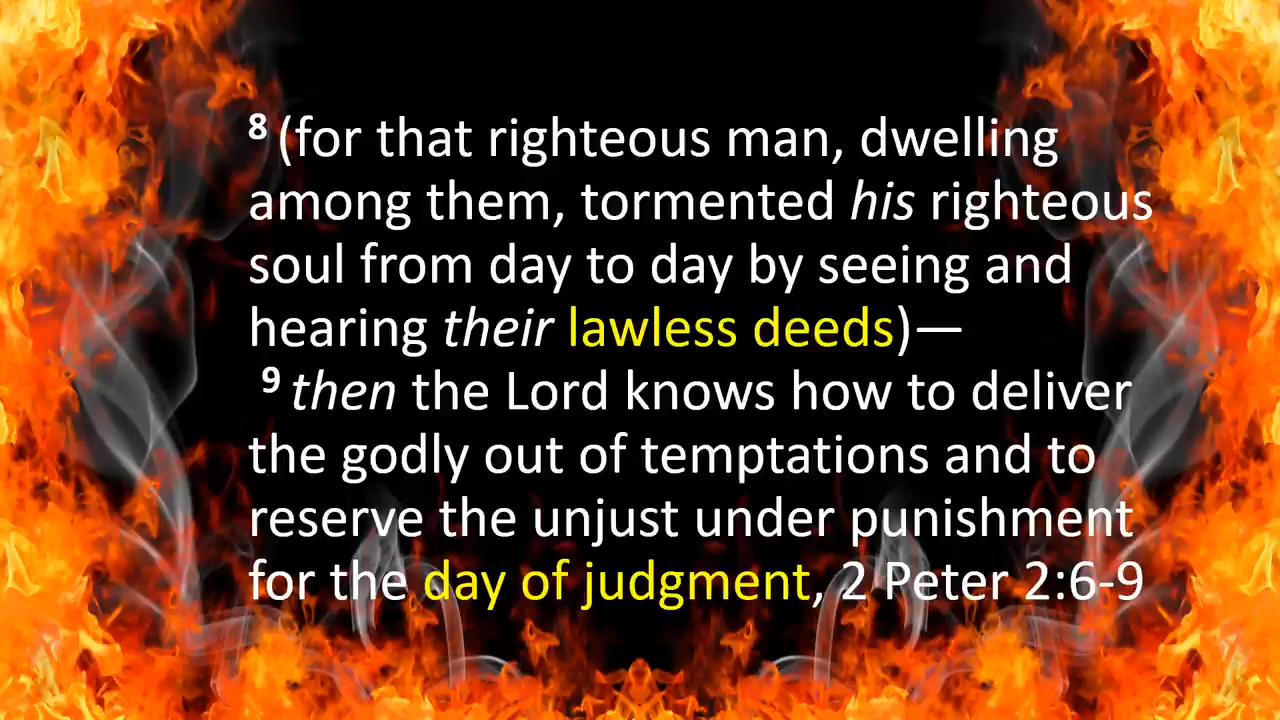 8 (for that righteous man, dwelling
among them, tormented his righteous
soul from day to day by seeing and
hearing their lawless deeds)—
9 then the Lord knows how to deliver
the godly out of temptations and to
reserve the unjust under punishment
for the day of judgment, 2 Peter 2:6-9